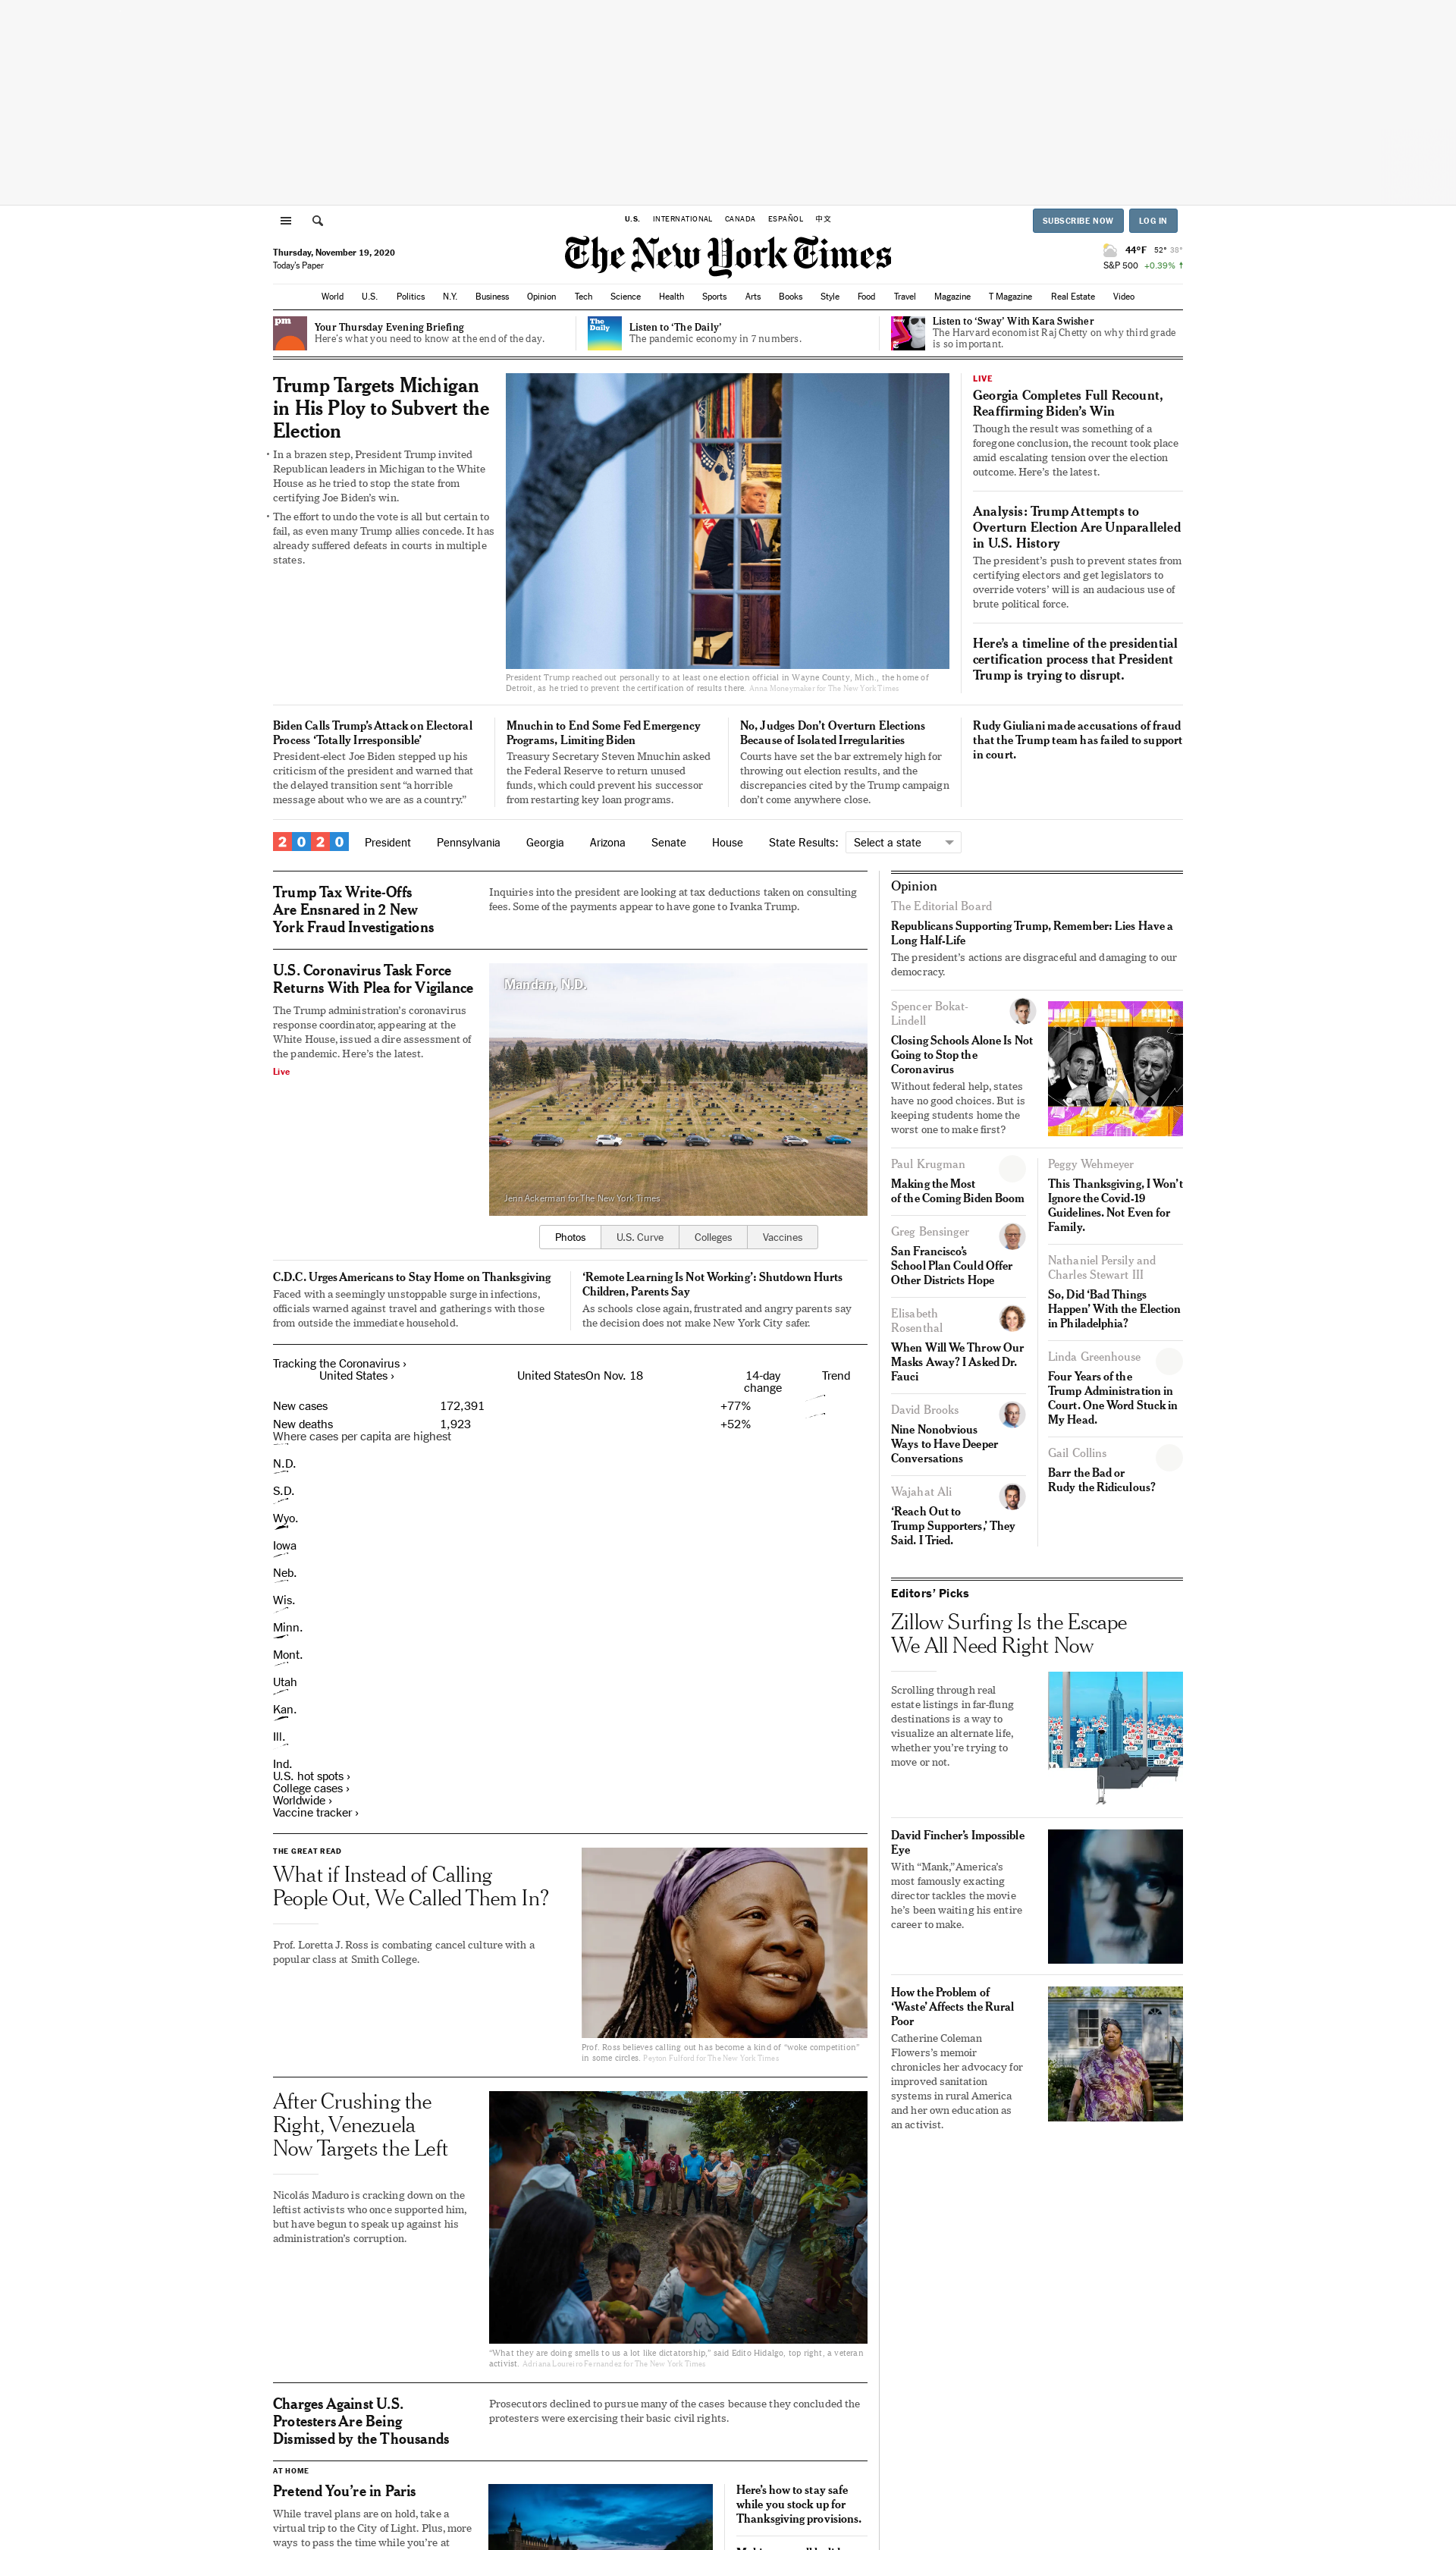 U.S. INTERNATIONAL CANADA ESPAÑOL 中文
SUBSCRIBE NOW LOG IN
The New York Times
Thursday, November 19, 2020
Today's Paper
44°F 52° 38°
S&P 500 +0.39%
World U.S. Politics N.Y. Business Opinion Tech Science Health Sports Arts Books Style Food Travel Magazine T Magazine Real Estate Video
pm
Your Thursday Evening Briefing
Here's what you need to know at the end of the day.
The
Daily
Listen to ‘The Daily’
The pandemic economy in 7 numbers.
Listen to ‘Sway’ With Kara Swisher
The Harvard economist Raj Chetty on why third grade
is so important.
Trump Targets Michigan
in His Ploy to Subvert the
Election
• In a brazen step, President Trump invited
Republican leaders in Michigan to the White
House as he tried to stop the state from
certifying Joe Biden's win.
• The effort to undo the vote is all but certain to
fail, as even many Trump allies concede. It has
already suffered defeats in courts in multiple
states.
President Trump reached out personally to at least one election official in Wayne County, Mich., the home of
Detroit, as he tried to prevent the certification of results there. Anna Moneymaker for The New York Times
LIVE
Georgia Completes Full Recount,
Reaffirming Biden's Win
Though the result was something of a
foregone conclusion, the recount took place
amid escalating tension over the election
outcome. Here's the latest.
Analysis: Trump Attempts to
Overturn Election Are Unparalleled
in U.S. History
The president's push to prevent states from
certifying electors and get legislators to
override voters' will is an audacious use of
brute political force.
Here's a timeline of the presidential
certification process that President
Trump is trying to disrupt.
Biden Calls Trump's Attack on Electoral
Process ‘Totally Irresponsible’
President-elect Joe Biden stepped up his
criticism of the president and warned that
the delayed transition sent “a horrible
message about who we are as a country.”
Mnuchin to End Some Fed Emergency
Programs, Limiting Biden
Treasury Secretary Steven Mnuchin asked
the Federal Reserve to return unused
funds, which could prevent his successor
from restarting key loan programs.
No, Judges Don't Overturn Elections
Because of Isolated Irregularities
Courts have set the bar extremely high for
throwing out election results, and the
discrepancies cited by the Trump campaign
don't come anywhere close.
Rudy Giuliani made accusations of fraud
that the Trump team has failed to support
in court.
2020 President Pennsylvania Georgia Arizona Senate House State Results: Select a state
Trump Tax Write-Offs
Are Ensnared in 2 New
York Fraud Investigations
Inquiries into the president are looking at tax deductions taken on consulting
fees. Some of the payments appear to have gone to Ivanka Trump.
U.S. Coronavirus Task Force
Returns With Plea for Vigilance
The Trump administration's coronavirus
response coordinator, appearing at the
White House, issued a dire assessment of
the pandemic. Here's the latest.
Live
Mandan, N.D.
Jenn Ackerman for The New York Times
Photos U.S. Curve Colleges Vaccines
C.D.C. Urges Americans to Stay Home on Thanksgiving
Faced with a seemingly unstoppable surge in infections,
officials warned against travel and gatherings with those
from outside the immediate household.
‘Remote Learning Is Not Working’: Shutdown Hurts
Children, Parents Say
As schools close again, frustrated and angry parents say
the decision does not make New York City safer.
Tracking the Coronavirus ›
United States › United StatesOn Nov. 18 14-day
change Trend
New cases 172,391 +77%
New deaths 1,923 +52%
Where cases per capita are highest
N.D.
S.D.
Wyo.
Iowa
Neb.
Wis.
Minn.
Mont.
Utah
Kan.
Ill.
Ind.
U.S. hot spots ›
College cases ›
Worldwide ›
Vaccine tracker ›
THE GREAT READ
What if Instead of Calling
People Out, We Called Them In?
Prof. Loretta J. Ross is combating cancel culture with a
popular class at Smith College.
Prof. Ross believes calling out has become a kind of “woke competition”
in some circles. Peyton Fulford for The New York Times
After Crushing the
Right, Venezuela
Now Targets the Left
Nicolás Maduro is cracking down on the
leftist activists who once supported him,
but have begun to speak up against his
administration's corruption.
“What they are doing smells to us a lot like dictatorship,” said Edito Hidalgo, top right, a veteran
activist. Adriana Loureiro Fernandez for The New York Times
Charges Against U.S.
Protesters Are Being
Dismissed by the Thousands
Prosecutors declined to pursue many of the cases because they concluded the
protesters were exercising their basic civil rights.
AT HOME
Pretend You're in Paris
While travel plans are on hold, take a
virtual trip to the City of Light. Plus, more
ways to pass the time while you're at
Here's how to stay safe
while you stock up for
Thanksgiving provisions.
Opinion
The Editorial Board
Republicans Supporting Trump, Remember: Lies Have a
Long Half-Life
The president's actions are disgraceful and damaging to our
democracy.
Spencer Bokat-
Lindell
Closing Schools Alone Is Not
Going to Stop the
Coronavirus
Without federal help, states
have no good choices. But is
keeping students home the
worst one to make first?
Paul Krugman
Making the Most
of the Coming Biden Boom
Greg Bensinger
San Francisco's
School Plan Could Offer
Other Districts Hope
Elisabeth
Rosenthal
When Will We Throw Our
Masks Away? I Asked Dr.
Fauci
David Brooks
Nine Nonobvious
Ways to Have Deeper
Conversations
Wajahat Ali
‘Reach Out to
Trump Supporters,’ They
Said. I Tried.
Peggy Wehmeyer
This Thanksgiving, I Won't
Ignore the Covid-19
Guidelines. Not Even for
Family.
Nathaniel Persily and
Charles Stewart III
So, Did ‘Bad Things
Happen’ With the Election
in Philadelphia?
Linda Greenhouse
Four Years of the
Trump Administration in
Court. One Word Stuck in
My Head.
Gail Collins
Barr the Bad or
Rudy the Ridiculous?
Editors’ Picks
Zillow Surfing Is the Escape
We All Need Right Now
Scrolling through real
estate listings in far-flung
destinations is a way to
visualize an alternate life,
whether you're trying to
move or not.
David Fincher's Impossible
Eye
With “Mank,” America's
most famously exacting
director tackles the movie
he's been waiting his entire
career to make.
How the Problem of
‘Waste’ Affects the Rural
Poor
Catherine Coleman
Flowers's memoir
chronicles her advocacy for
improved sanitation
systems in rural America
and her own education as
an activist.